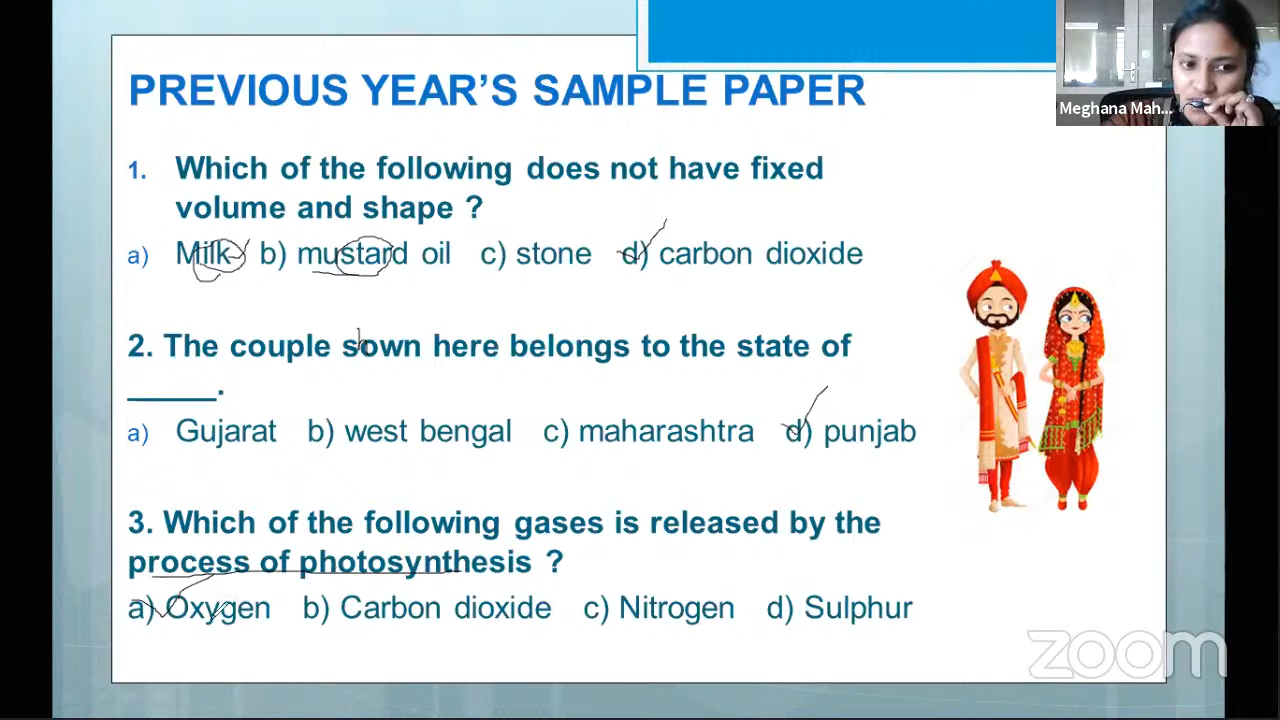 PREVIOUS YEAR'S SAMPLE PAPER
Meghana Mah...
1. Which of the following does not have fixed
volume and shape ?
a) Milk b) mustard oil c) stone d) carbon dioxide
2. The couple sown here belongs to the state of
h
_____.
a) Gujarat b) west bengal c) maharashtra d) punjab
3. Which of the following gases is released by the
process of photosynthesis ?
a) Oxygen b) Carbon dioxide c) Nitrogen d) Sulphur
zoom